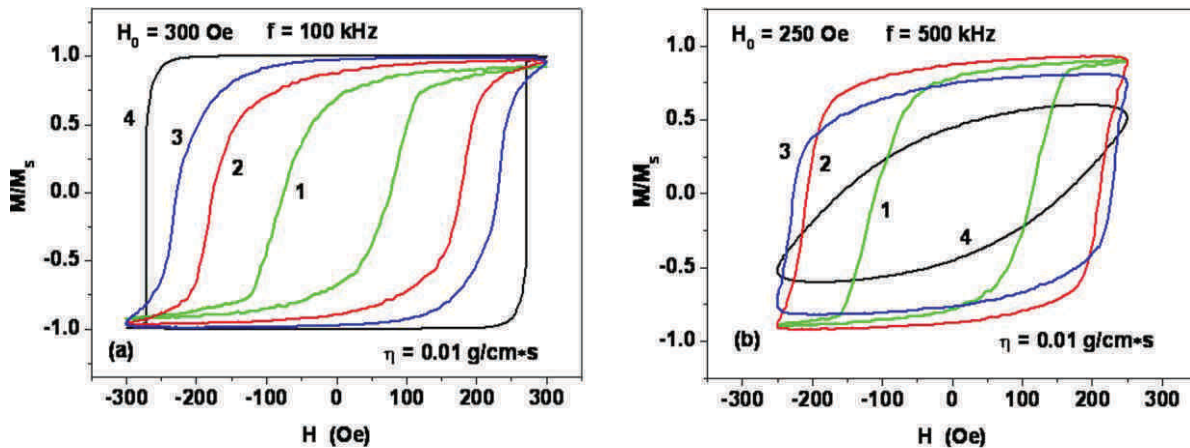 H₀ = 300 Oe f = 100 kHz
1.0
0.5
0.0
-0.5
-1.0
M/Mₛ
4
3
2
1
(a)
η = 0.01 g/cm*s
-300 -200 -100 0 100 200 300
H (Oe)
H₀ = 250 Oe f = 500 kHz
1.0
0.5
0.0
-0.5
-1.0
M/Mₛ
3
2
1
4
(b)
η = 0.01 g/cm*s
-300 -200 -100 0 100 200 300
H (Oe)